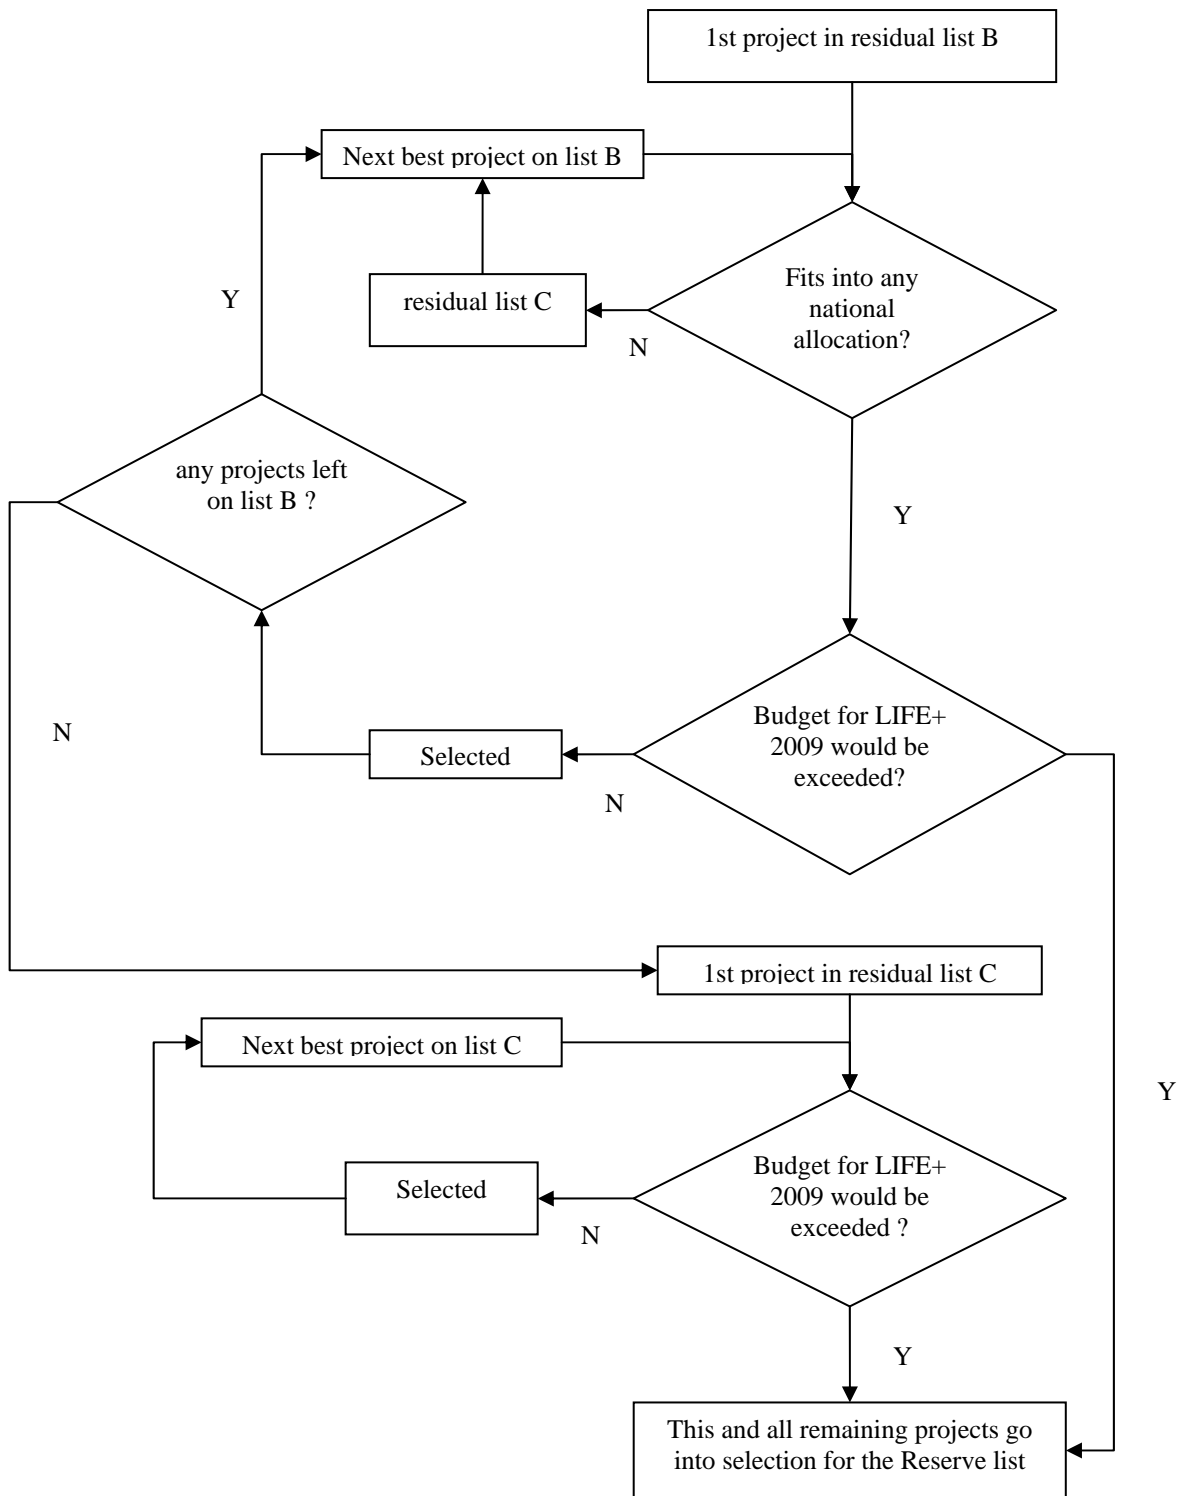 1st project in residual list B
Next best project on list B
Fits into any
national
allocation?
residual list C
N
Y
any projects left
on list B ?
Y
Budget for LIFE+
2009 would be
exceeded?
Selected
N
N
1st project in residual list C
Next best project on list C
Y
Budget for LIFE+
2009 would be
exceeded ?
Selected
N
Y
This and all remaining projects go
into selection for the Reserve list